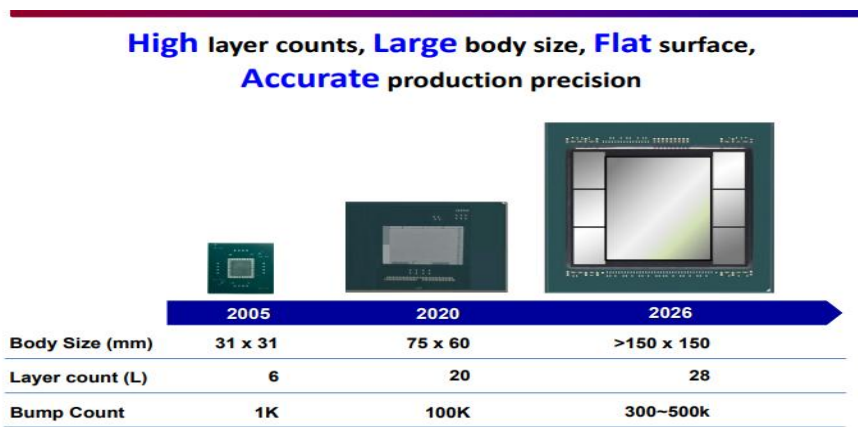 High layer counts, Large body size, Flat surface,
Accurate production precision
2005 2020 2026
Body Size (mm) 31 x 31 75 x 60 >150 x 150
Layer count (L) 6 20 28
Bump Count 1K 100K 300~500k